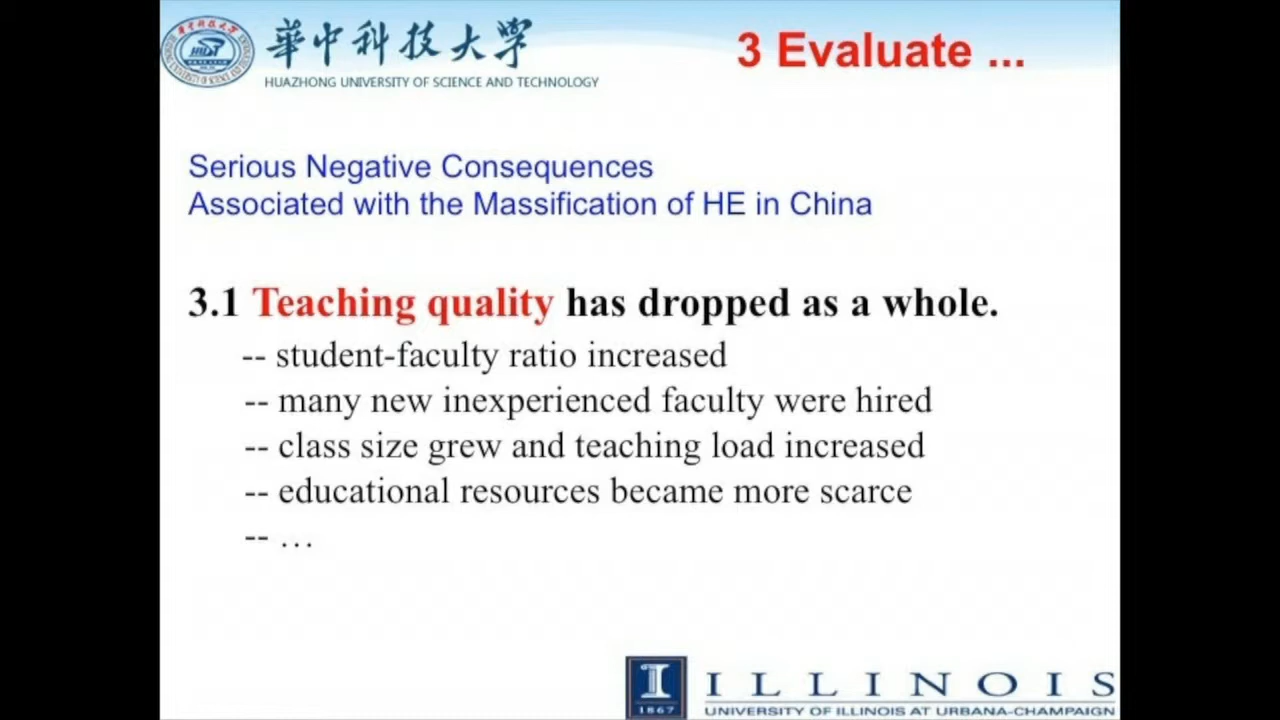 華中科技大学
HUAZHONG UNIVERSITY OF SCIENCE AND TECHNOLOGY
3 Evaluate ...
Serious Negative Consequences
Associated with the Massification of HE in China
3.1 Teaching quality has dropped as a whole.
-- student-faculty ratio increased
-- many new inexperienced faculty were hired
-- class size grew and teaching load increased
-- educational resources became more scarce
-- …
I
1867
ILLINOIS
UNIVERSITY OF ILLINOIS AT URBANA-CHAMPAIGN